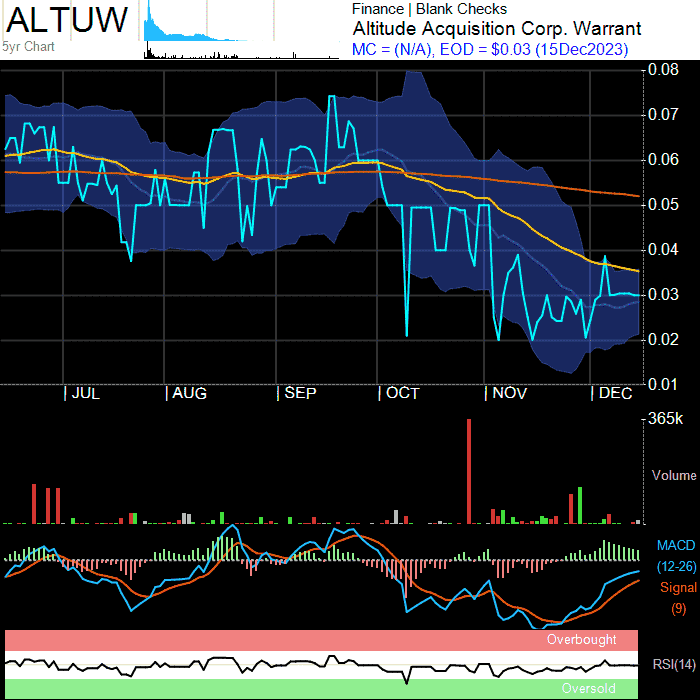 ALTUW
5yr Chart
Finance | Blank Checks
Altitude Acquisition Corp. Warrant
MC = (N/A), EOD = $0.03 (15Dec2023)
0.08
0.07
0.06
0.05
0.04
0.03
0.02
0.01
| JUL | AUG | SEP | OCT | NOV | DEC
365k
Volume
MACD
(12-26)
Signal
(9)
Overbought
RSI(14)
Oversold